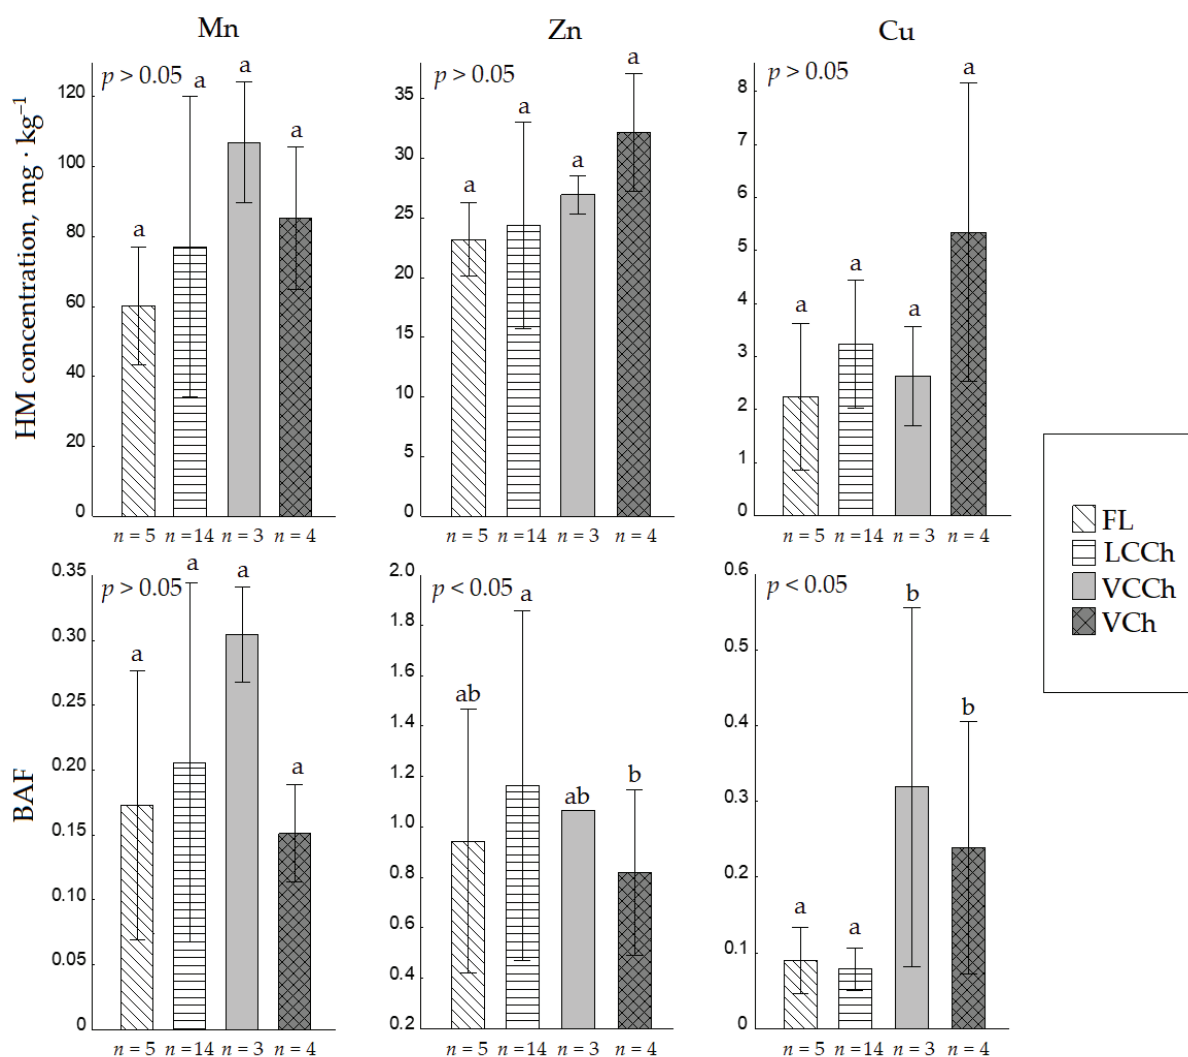 Mn Zn Cu
HM concentration, mg · kg⁻¹
p > 0.05 a a a a
120
100
80
60
40
20
0
n = 5 n = 14 n = 3 n = 4
p > 0.05 a a a a
35
30
25
20
15
10
5
0
n = 5 n = 14 n = 3 n = 4
p > 0.05 a a a a
8
7
6
5
4
3
2
1
0
n = 5 n = 14 n = 3 n = 4
BAF
p > 0.05 a a a a
0.35
0.30
0.25
0.20
0.15
0.10
0.05
0
n = 5 n = 14 n = 3 n = 4
p < 0.05 ab a ab b
2.0
1.8
1.6
1.4
1.2
1.0
0.8
0.6
0.4
0.2
n = 5 n = 14 n = 3 n = 4
p < 0.05 a a b b
0.6
0.5
0.4
0.3
0.2
0.1
0
n = 5 n = 14 n = 3 n = 4
FL
LCCh
VCCh
VCh